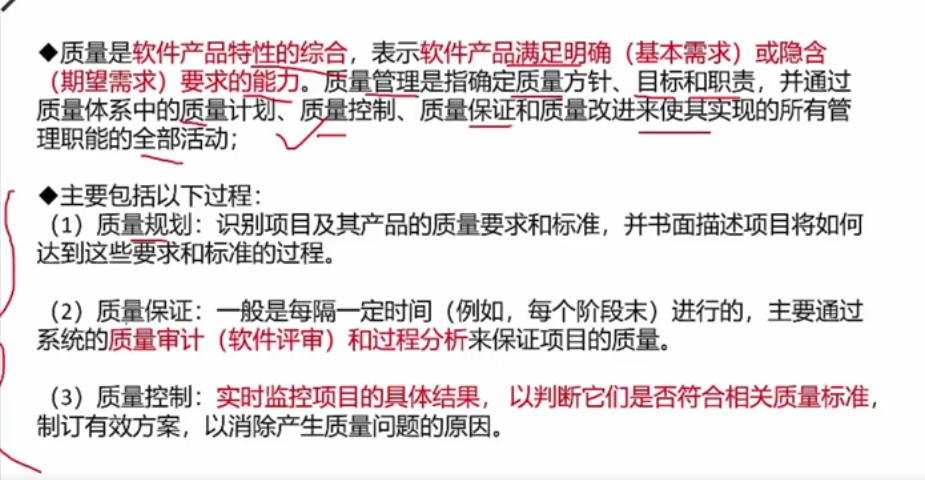 ◆质量是软件产品特性的综合，表示软件产品满足明确（基本需求）或隐含
（期望需求）要求的能力。质量管理是指确定质量方针、目标和职责，并通过
质量体系中的质量计划、质量控制、质量保证和质量改进来使其实现的所有管
理职能的全部活动；
◆主要包括以下过程：
（1）质量规划：识别项目及其产品的质量要求和标准，并书面描述项目将如何
达到这些要求和标准的过程。
（2）质量保证：一般是每隔一定时间（例如，每个阶段末）进行的，主要通过
系统的质量审计（软件评审）和过程分析来保证项目的质量。
（3）质量控制：实时监控项目的具体结果， 以判断它们是否符合相关质量标准，
制订有效方案，以消除产生质量问题的原因。